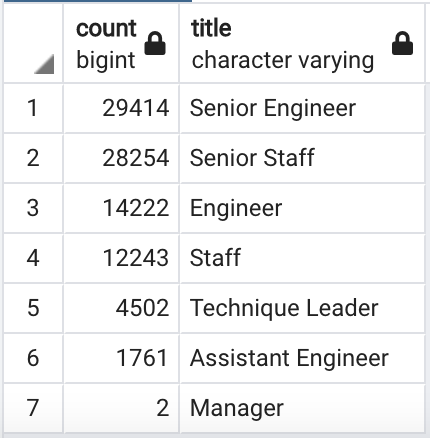 count title
bigint character varying
1 29414 Senior Engineer
2 28254 Senior Staff
3 14222 Engineer
4 12243 Staff
5 4502 Technique Leader
6 1761 Assistant Engineer
7 2 Manager